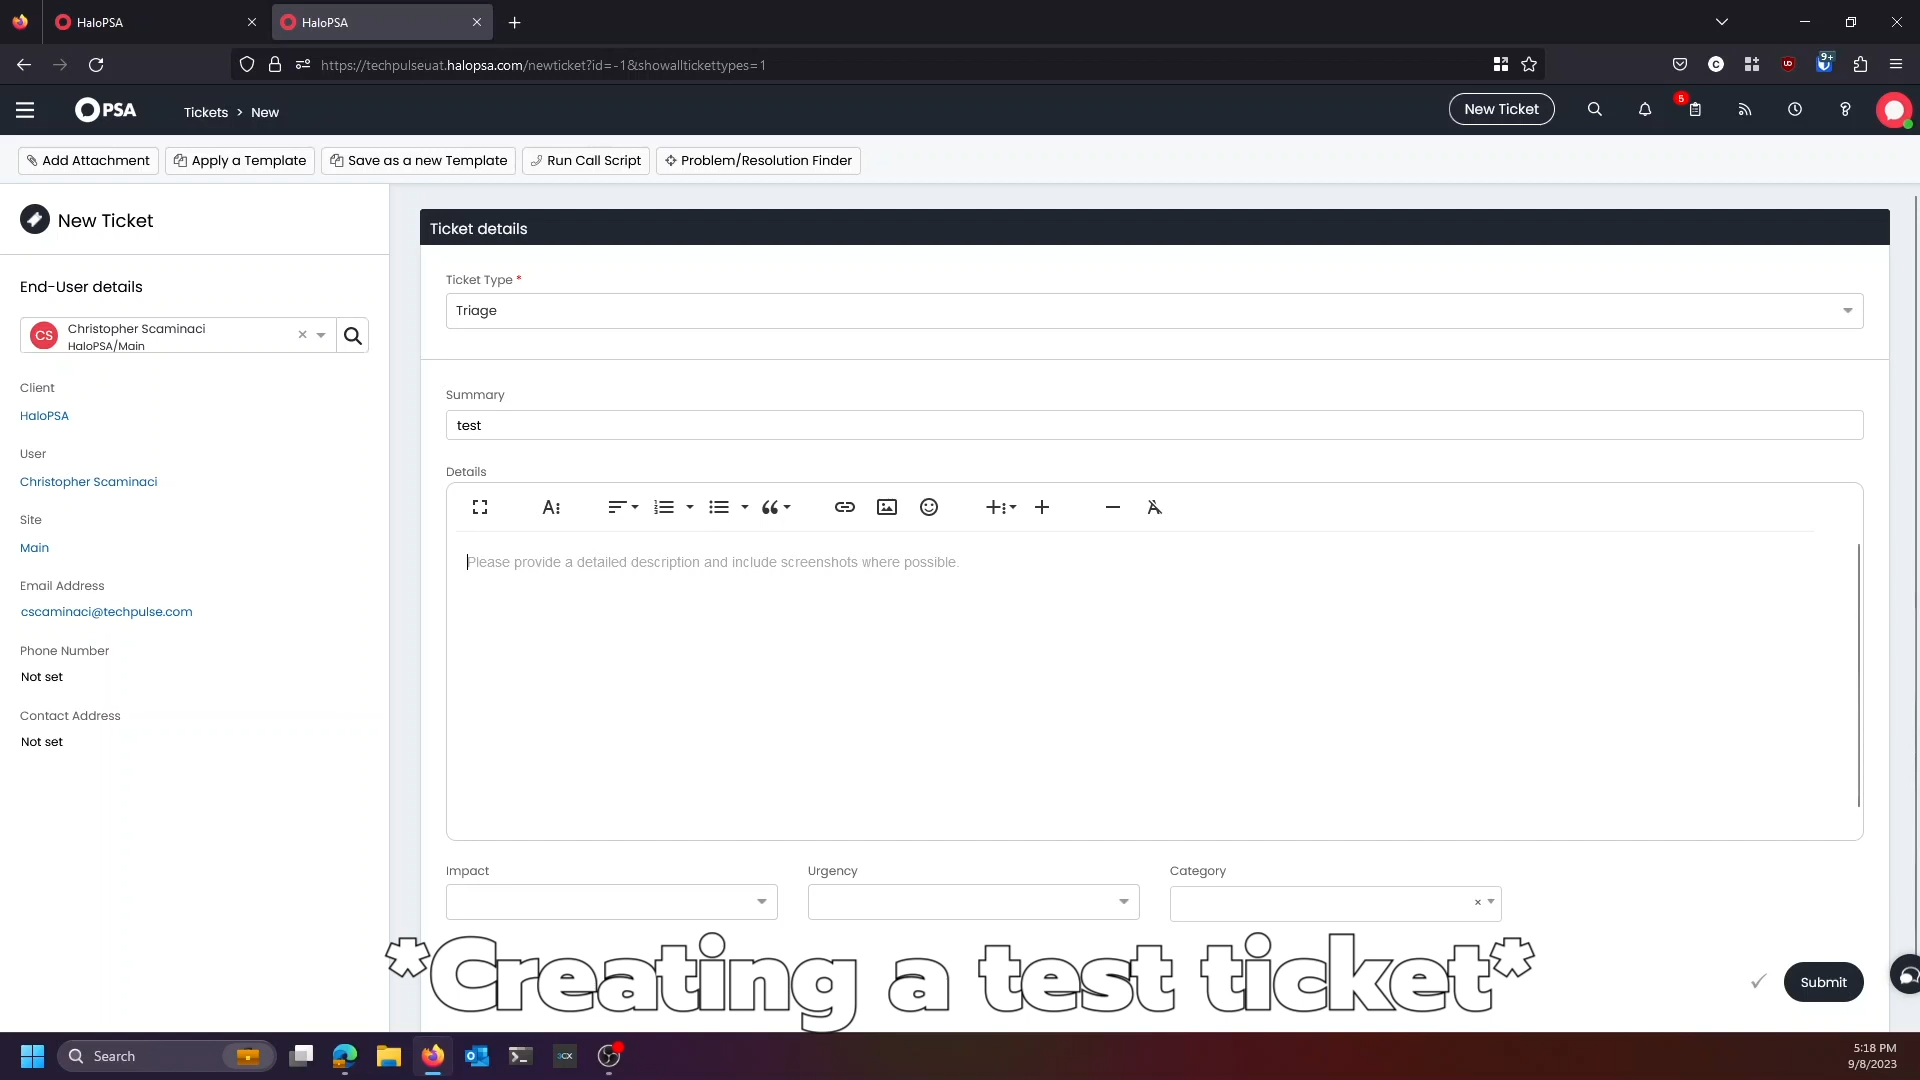 HaloPSA
HaloPSA
https://techpulseuat.halopsa.com/newticket?id=-1&showalltickettypes=1
9+
PSA
Tickets > New
New Ticket
5
Add Attachment
Apply a Template
Save as a new Template
Run Call Script
Problem/Resolution Finder
New Ticket
End-User details
CS
Christopher Scaminaci
HaloPSA/Main
Client
HaloPSA
User
Christopher Scaminaci
Site
Main
Email Address
cscaminaci@techpulse.com
Phone Number
Not set
Contact Address
Not set
Ticket details
Ticket Type *
Triage
Summary
test
Details
Please provide a detailed description and include screenshots where possible.
Impact
Urgency
Category
*Creating a test ticket*
Submit
Search
5:18 PM
9/8/2023